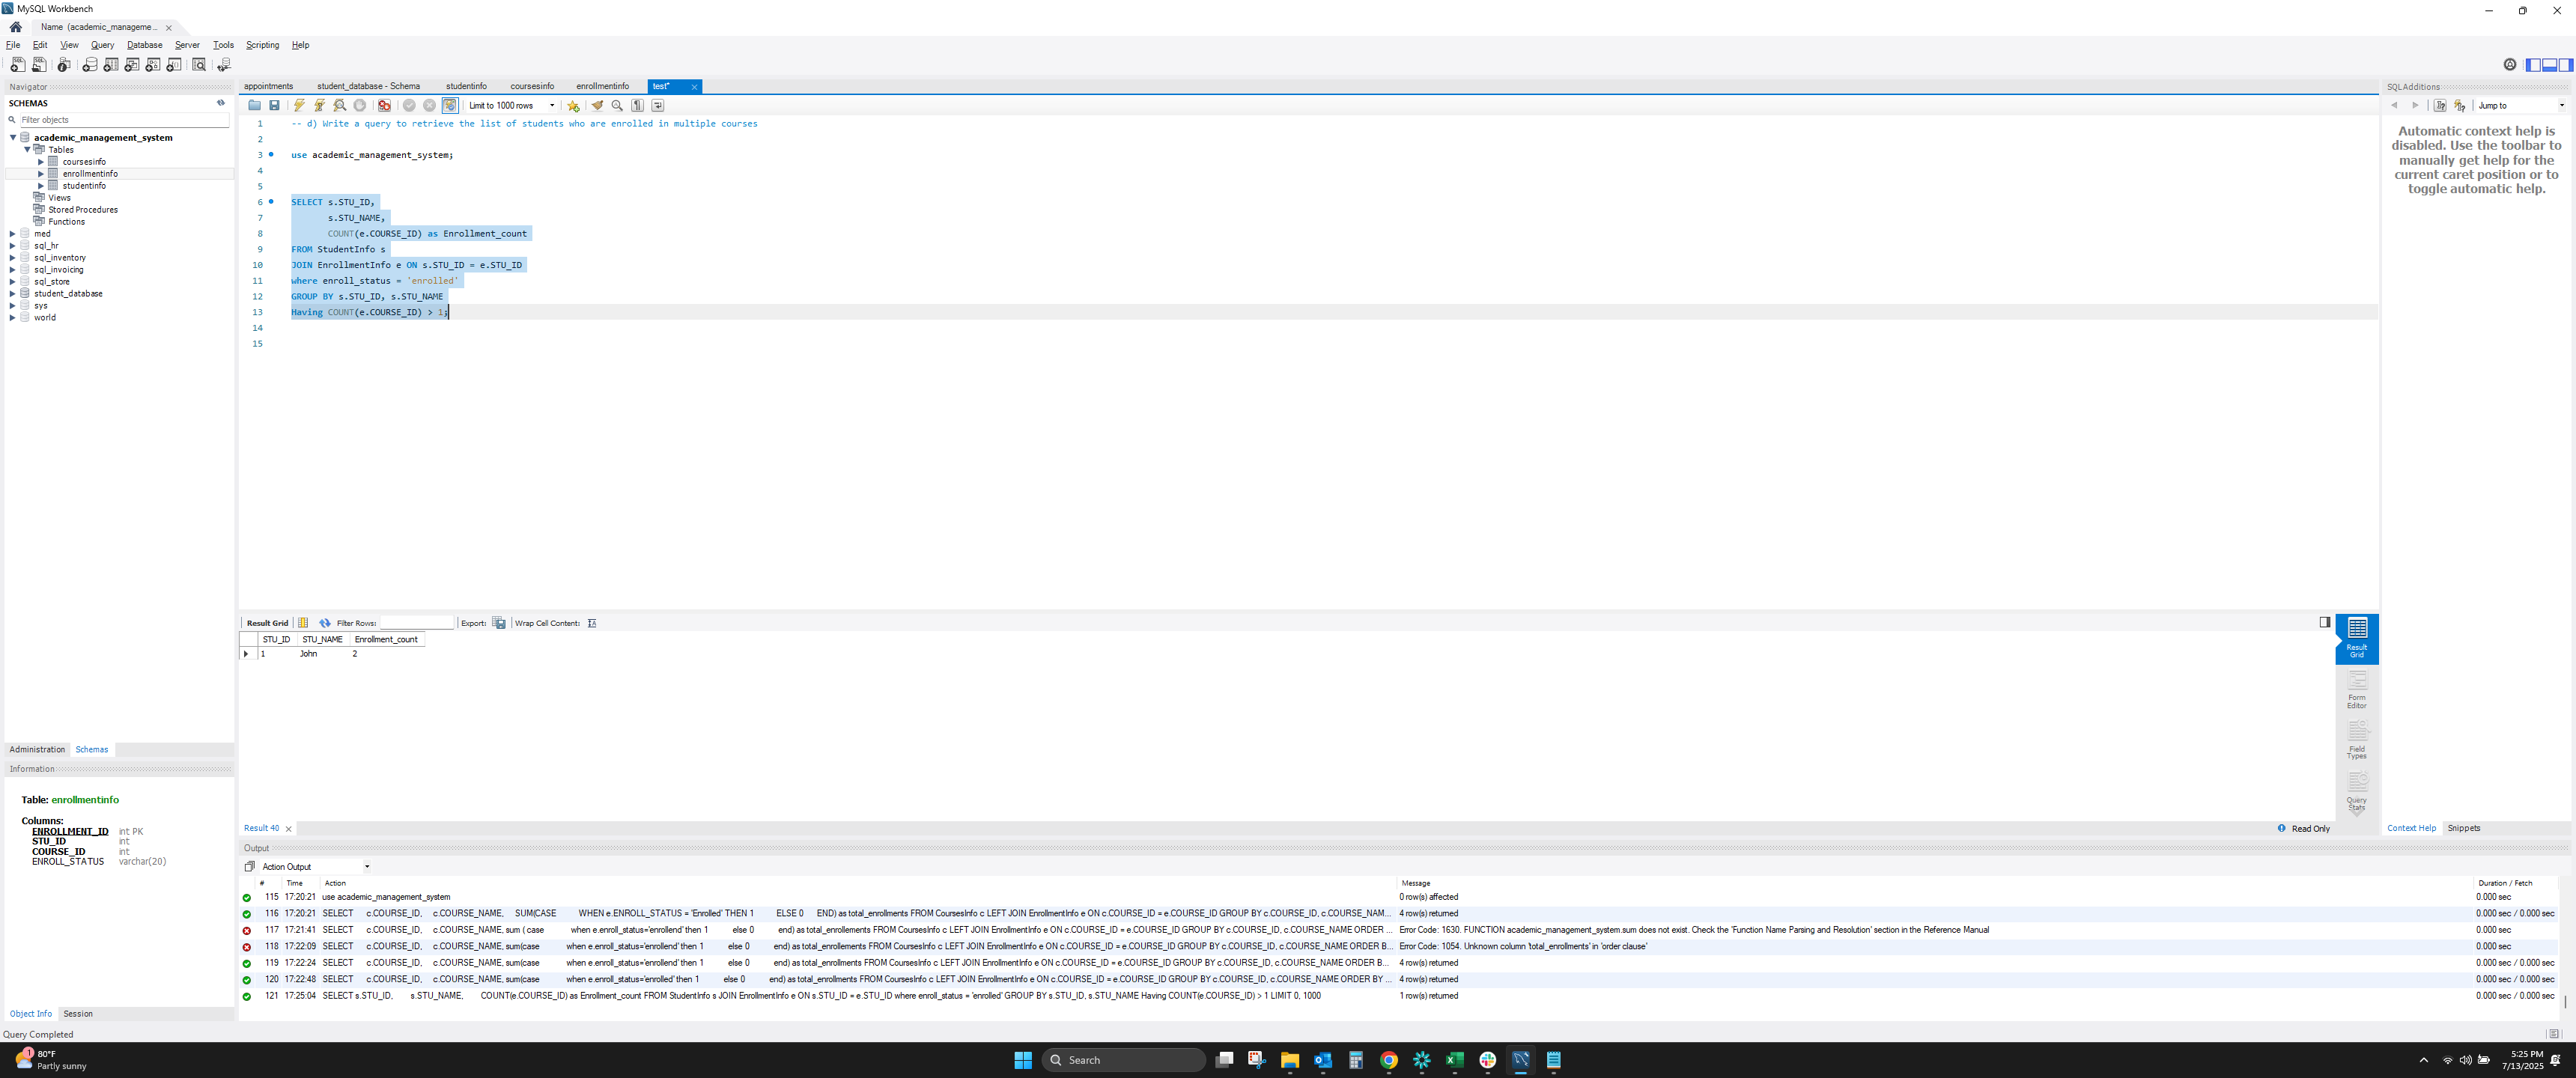 MySQL Workbench
Name (academic_manageme...
File Edit View Query Database Server Tools Scripting Help
Navigator
SCHEMAS
Filter objects
academic_management_system
Tables
coursesinfo
enrollmentinfo
studentinfo
Views
Stored Procedures
Functions
med
sql_hr
sql_inventory
sql_invoicing
sql_store
student_database
sys
world
Administration Schemas
Information
Table: enrollmentinfo
Columns:
ENROLLMENT_ID int PK
STU_ID int
COURSE_ID int
ENROLL_STATUS varchar(20)
Object Info Session
Query Completed
appointments student_database - Schema studentinfo coursesinfo enrollmentinfo test*
Limit to 1000 rows
1 -- d) Write a query to retrieve the list of students who are enrolled in multiple courses
2
3 use academic_management_system;
4
5
6 SELECT s.STU_ID,
7 s.STU_NAME,
8 COUNT(e.COURSE_ID) as Enrollment_count
9 FROM StudentInfo s
10 JOIN EnrollmentInfo e ON s.STU_ID = e.STU_ID
11 where enroll_status = 'enrolled'
12 GROUP BY s.STU_ID, s.STU_NAME
13 Having COUNT(e.COURSE_ID) > 1;
14
15
Result Grid Filter Rows: Export: Wrap Cell Content:
STU_ID STU_NAME Enrollment_count
1 John 2
Result Grid
Form Editor
Field Types
Query Stats
Result 40
Read Only
SQLAdditions
Jump to
Automatic context help is
disabled. Use the toolbar to
manually get help for the
current caret position or to
toggle automatic help.
Context Help Snippets
Output
Action Output
# Time Action Message Duration / Fetch
115 17:20:21 use academic_management_system 0 row(s) affected 0.000 sec
116 17:20:21 SELECT c.COURSE_ID, c.COURSE_NAME, SUM(CASE WHEN e.ENROLL_STATUS = 'Enrolled' THEN 1 ELSE 0 END) as total_enrollments FROM CoursesInfo c LEFT JOIN EnrollmentInfo e ON c.COURSE_ID = e.COURSE_ID GROUP BY c.COURSE_ID, c.COURSE_NAM... 4 row(s) returned 0.000 sec / 0.000 sec
117 17:21:41 SELECT c.COURSE_ID, c.COURSE_NAME, sum ( case when e.enroll_status='enrollend' then 1 else 0 end) as total_enrollements FROM CoursesInfo c LEFT JOIN EnrollmentInfo e ON c.COURSE_ID = e.COURSE_ID GROUP BY c.COURSE_ID, c.COURSE_NAME ORDER ... Error Code: 1630. FUNCTION academic_management_system.sum does not exist. Check the 'Function Name Parsing and Resolution' section in the Reference Manual 0.000 sec
118 17:22:09 SELECT c.COURSE_ID, c.COURSE_NAME, sum(case when e.enroll_status='enrollend' then 1 else 0 end) as total_enrollements FROM CoursesInfo c LEFT JOIN EnrollmentInfo e ON c.COURSE_ID = e.COURSE_ID GROUP BY c.COURSE_ID, c.COURSE_NAME ORDER B... Error Code: 1054. Unknown column 'total_enrollments' in 'order clause' 0.000 sec
119 17:22:24 SELECT c.COURSE_ID, c.COURSE_NAME, sum(case when e.enroll_status='enrollend' then 1 else 0 end) as total_enrollments FROM CoursesInfo c LEFT JOIN EnrollmentInfo e ON c.COURSE_ID = e.COURSE_ID GROUP BY c.COURSE_ID, c.COURSE_NAME ORDER B... 4 row(s) returned 0.000 sec / 0.000 sec
120 17:22:48 SELECT c.COURSE_ID, c.COURSE_NAME, sum(case when e.enroll_status='enrolled' then 1 else 0 end) as total_enrollments FROM CoursesInfo c LEFT JOIN EnrollmentInfo e ON c.COURSE_ID = e.COURSE_ID GROUP BY c.COURSE_ID, c.COURSE_NAME ORDER BY ... 4 row(s) returned 0.000 sec / 0.000 sec
121 17:25:04 SELECT s.STU_ID, s.STU_NAME, COUNT(e.COURSE_ID) as Enrollment_count FROM StudentInfo s JOIN EnrollmentInfo e ON s.STU_ID = e.STU_ID where enroll_status = 'enrolled' GROUP BY s.STU_ID, s.STU_NAME Having COUNT(e.COURSE_ID) > 1 LIMIT 0, 1000 1 row(s) returned 0.000 sec / 0.000 sec
1
80°F
Partly sunny
Search
5:25 PM
7/13/2025